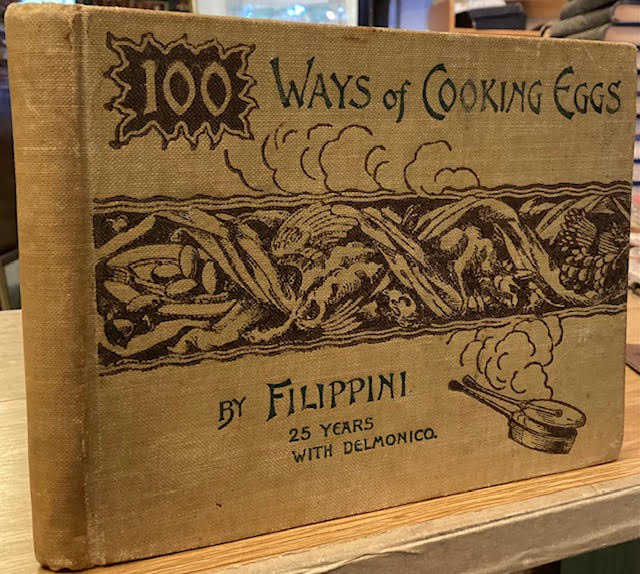 100 WAYS of COOKING EGGS
BY FILIPPINI
25 YEARS
WITH DELMONICO.